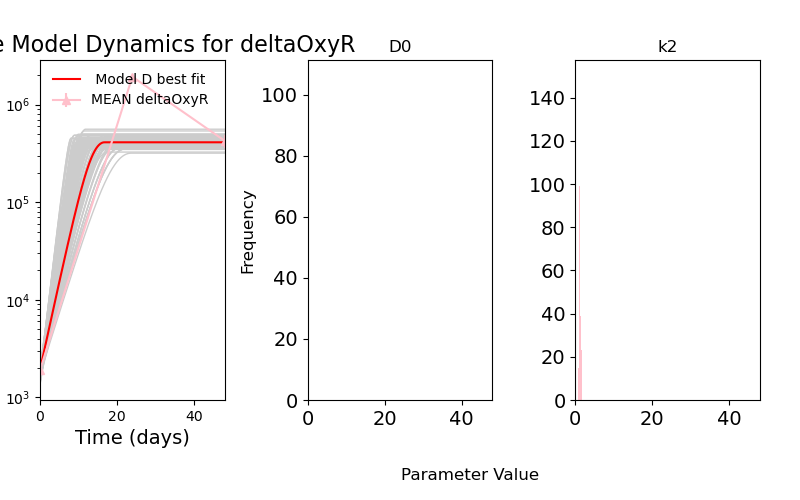 e Model Dynamics for deltaOxyR
Model D best fit
MEAN deltaOxyR
10^6
10^5
10^4
10^3
0 20 40
Time (days)
D0
Frequency
100
80
60
40
20
0
0 20 40
k2
140
120
100
80
60
40
20
0
0 20 40
Parameter Value